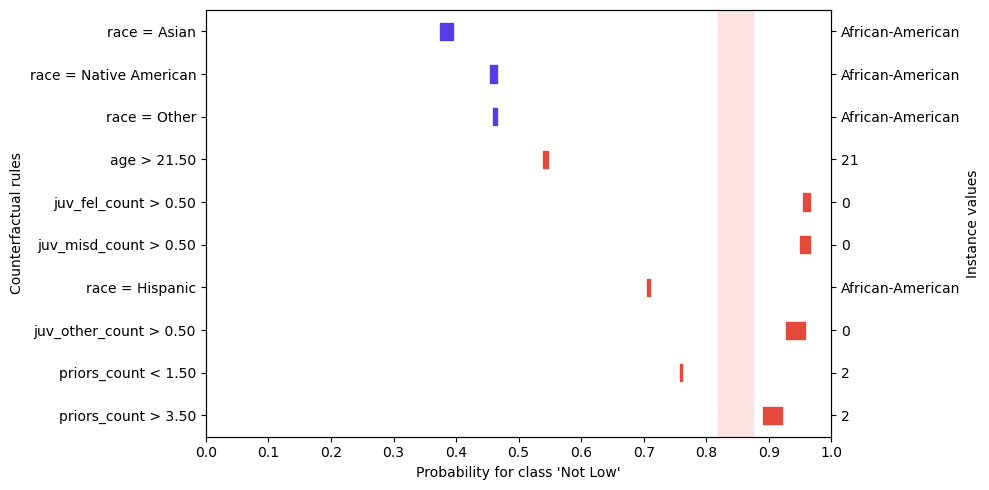 race = Asian African-American
race = Native American African-American
race = Other African-American
age > 21.50 21
juv_fel_count > 0.50 0
juv_misd_count > 0.50 0
race = Hispanic African-American
juv_other_count > 0.50 0
priors_count < 1.50 2
priors_count > 3.50 2
Counterfactual rules
Instance values
0.0 0.1 0.2 0.3 0.4 0.5 0.6 0.7 0.8 0.9 1.0
Probability for class 'Not Low'